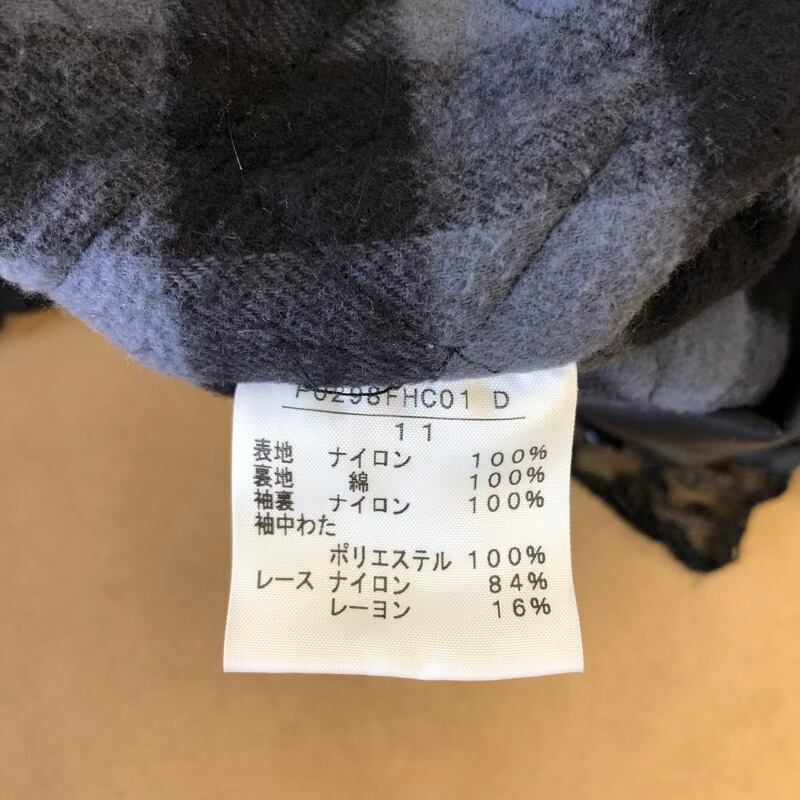 F029BFHC01 D
11
表地 ナイロン 100%
裏地 綿 100%
袖裏 ナイロン 100%
袖中わた
ポリエステル 100%
レース ナイロン 84%
レーヨン 16%